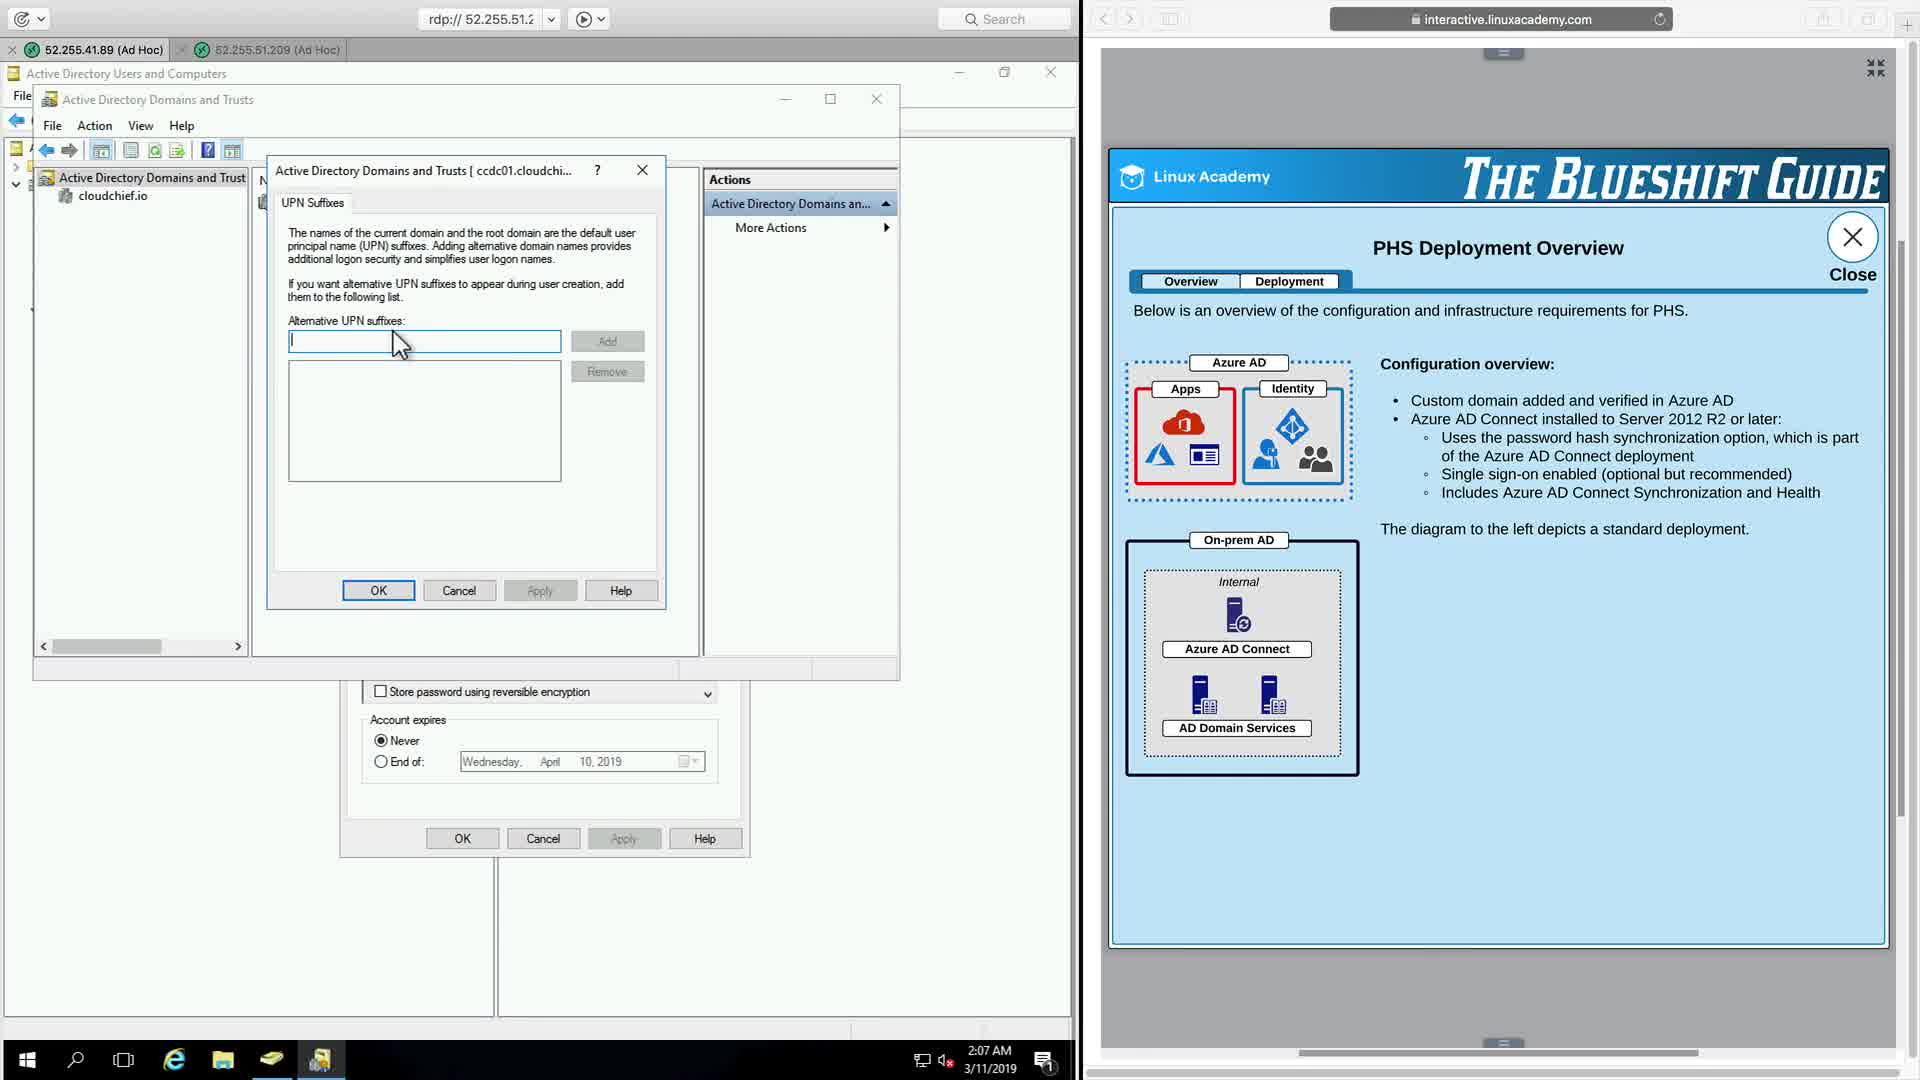 rdp:// 52.255.51.2
Search
52.255.41.89 (Ad Hoc)
52.255.51.209 (Ad Hoc)
Active Directory Users and Computers
File
Active Directory Domains and Trusts
File Action View Help
Active Directory Domains and Trust
cloudchief.io
Active Directory Domains and Trusts [ ccdc01.cloudchi...
UPN Suffixes
The names of the current domain and the root domain are the default user
principal name (UPN) suffixes. Adding alternative domain names provides
additional logon security and simplifies user logon names.
If you want alternative UPN suffixes to appear during user creation, add
them to the following list.
Alternative UPN suffixes:
Add
Remove
OK Cancel Apply Help
Actions
Active Directory Domains an...
More Actions
Store password using reversible encryption
Account expires
Never
End of:
Wednesday, April 10, 2019
OK Cancel Apply Help
2:07 AM
3/11/2019
1
interactive.linuxacademy.com
Linux Academy
THE BLUESHIFT GUIDE
PHS Deployment Overview
Close
Overview Deployment
Below is an overview of the configuration and infrastructure requirements for PHS.
Azure AD
Apps
Identity
Configuration overview:
• Custom domain added and verified in Azure AD
• Azure AD Connect installed to Server 2012 R2 or later:
◦ Uses the password hash synchronization option, which is part
of the Azure AD Connect deployment
◦ Single sign-on enabled (optional but recommended)
◦ Includes Azure AD Connect Synchronization and Health
The diagram to the left depicts a standard deployment.
On-prem AD
Internal
Azure AD Connect
AD Domain Services